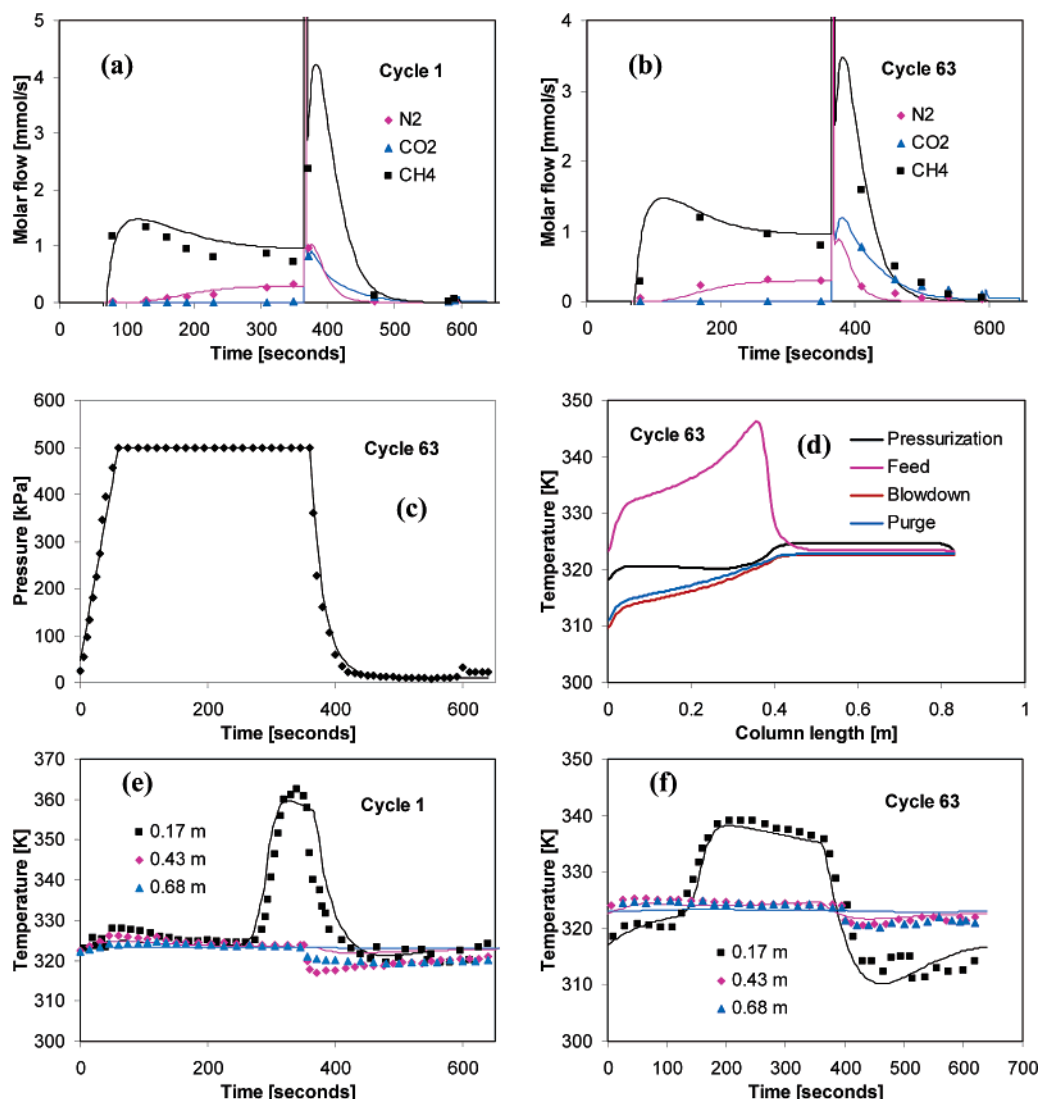 (a)
Cycle 1
N2
CO2
CH4
Molar flow [mmol/s]
5
4
3
2
1
0
0 100 200 300 400 500 600
Time [seconds]
(b)
Cycle 63
N2
CO2
CH4
Molar flow [mmol/s]
4
3
2
1
0
0 200 400 600
Time [seconds]
Cycle 63
(c)
Pressure [kPa]
600
500
400
300
200
100
0
0 200 400 600
Time [seconds]
Cycle 63
(d)
Pressurization
Feed
Blowdown
Purge
Temperature [K]
350
340
330
320
310
300
0 0.2 0.4 0.6 0.8 1
Column length [m]
(e)
Cycle 1
0.17 m
0.43 m
0.68 m
Temperature [K]
370
360
350
340
330
320
310
300
0 200 400 600
Time [seconds]
(f)
Cycle 63
0.17 m
0.43 m
0.68 m
Temperature [K]
350
340
330
320
310
300
0 100 200 300 400 500 600 700
Time [seconds]